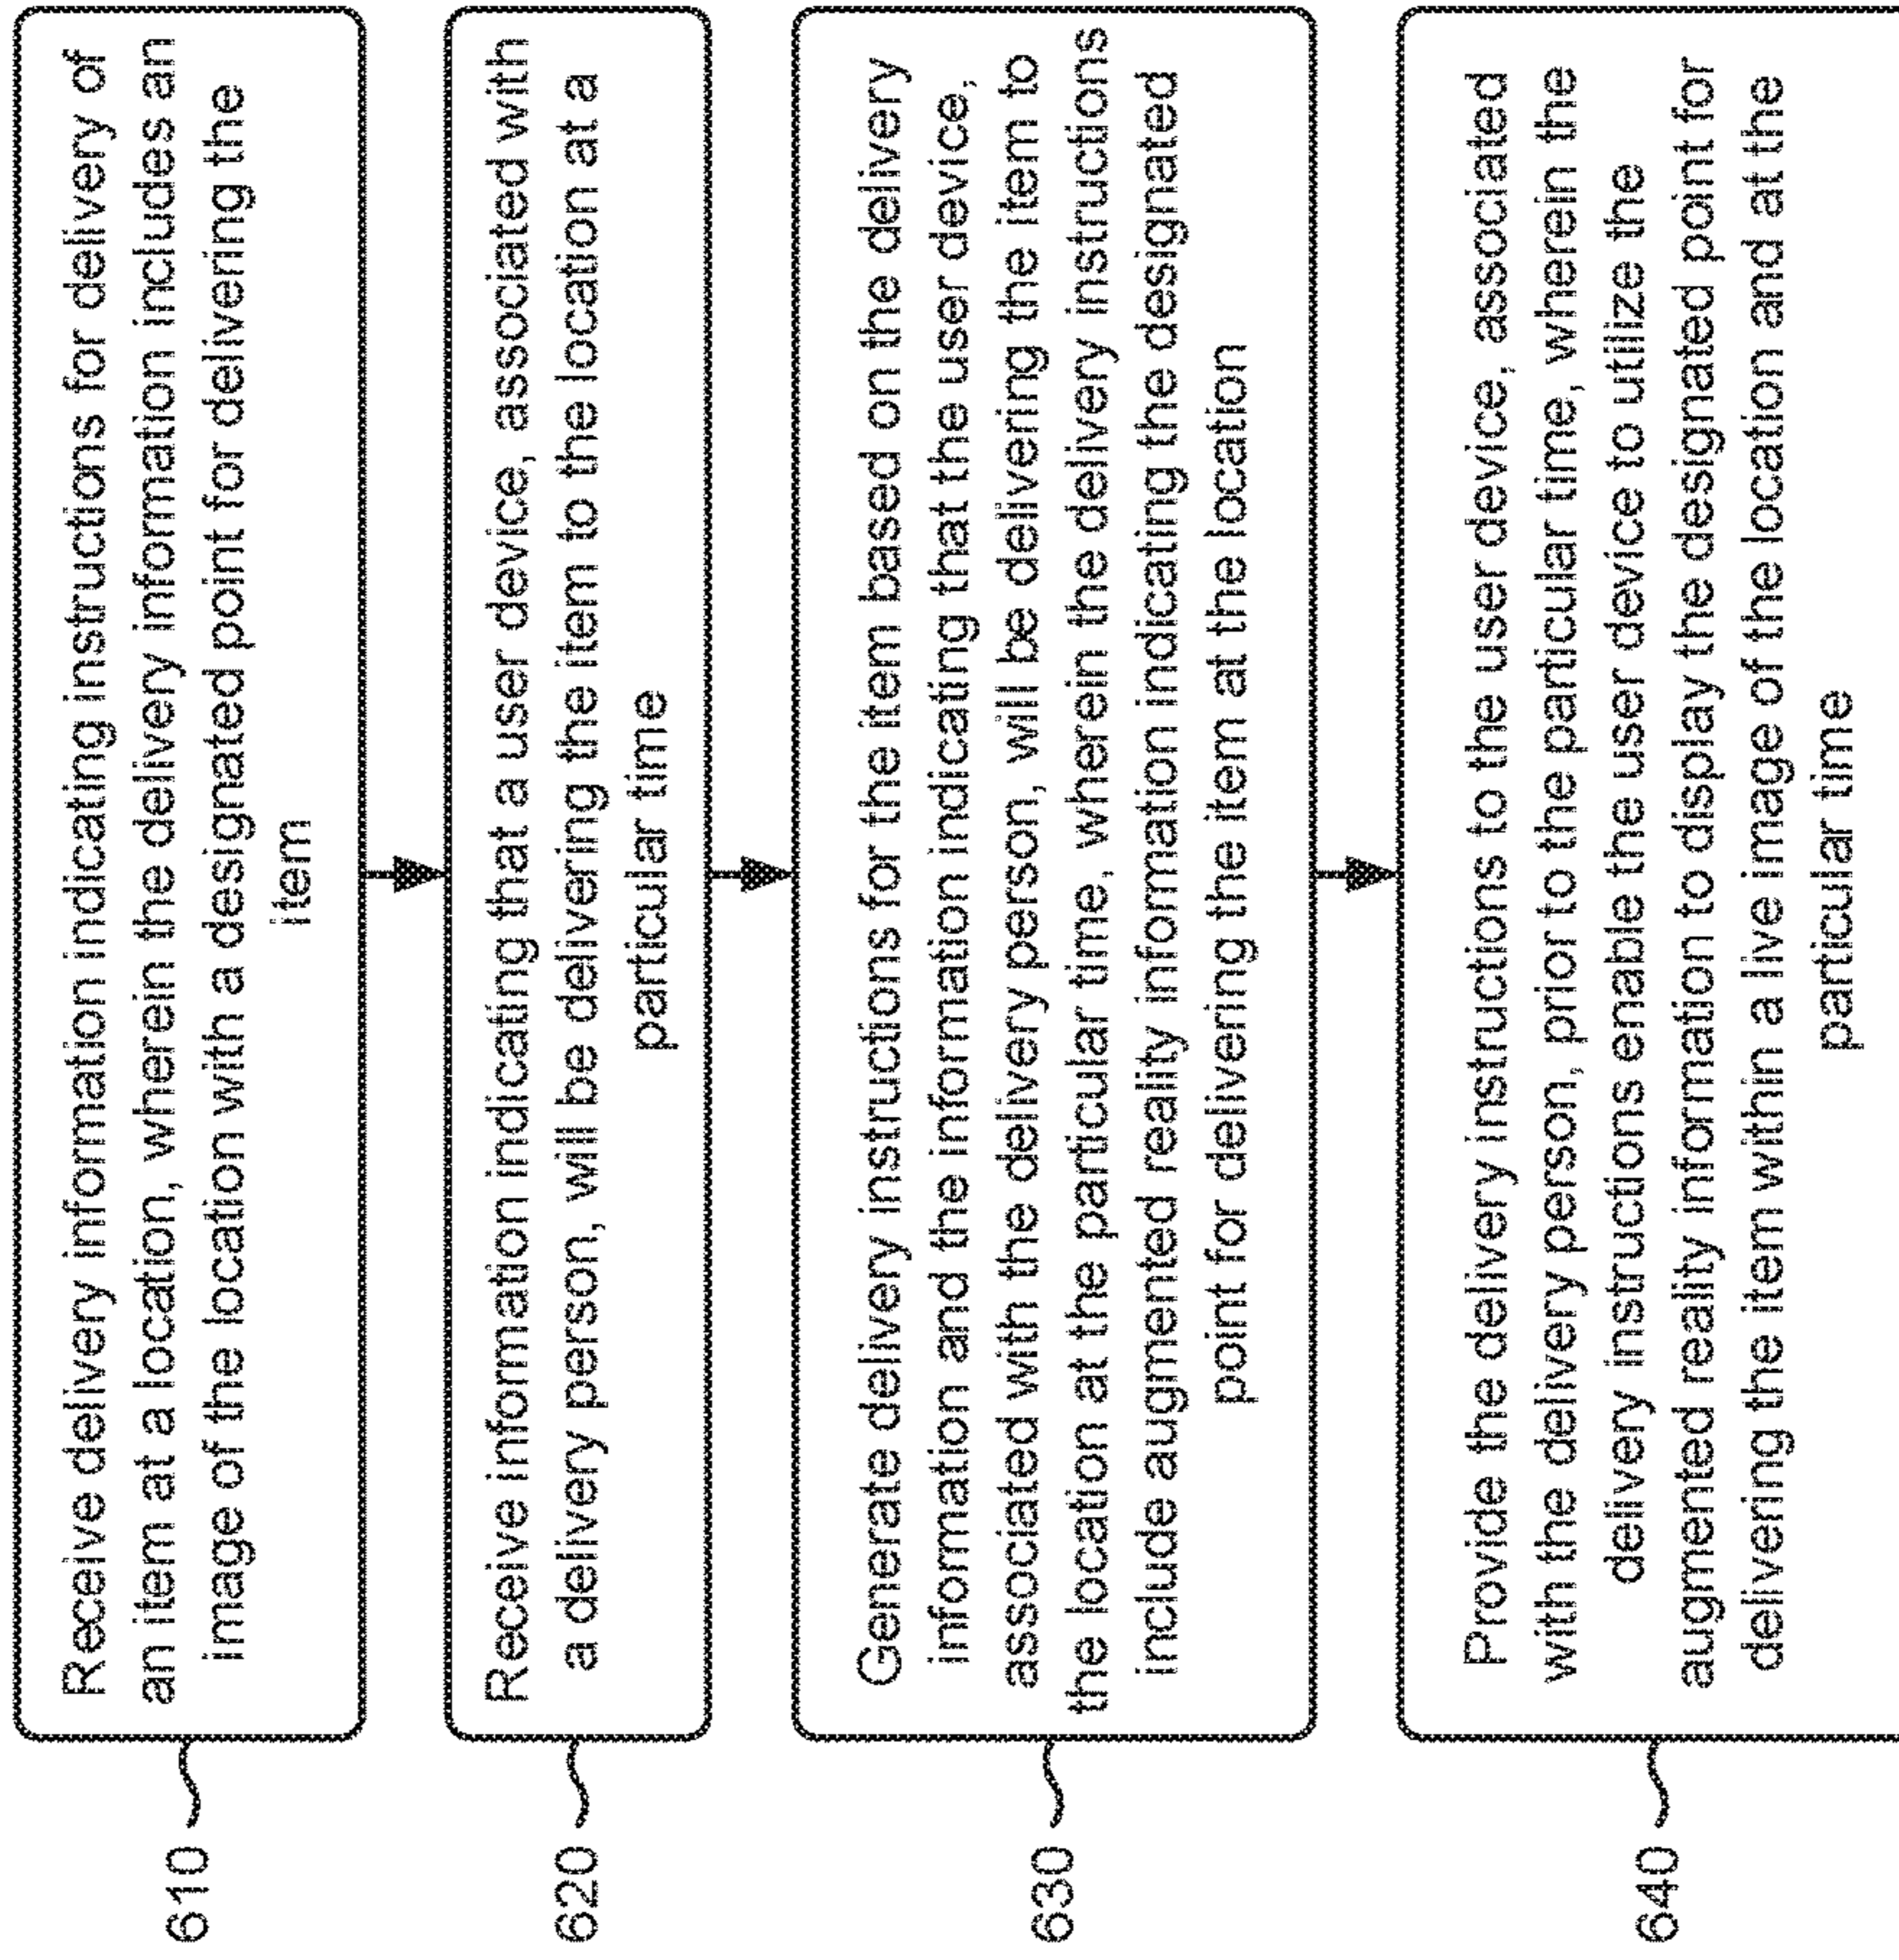 610
Receive delivery information indicating instructions for delivery of
an item at a location, wherein the delivery information includes an
image of the location with a designated point for delivering the
item
620
Receive information indicating that a user device, associated with
a delivery person, will be delivering the item to the location at a
particular time
630
Generate delivery instructions for the item based on the delivery
information and the information indicating that the user device,
associated with the delivery person, will be delivering the item to
the location at the particular time, wherein the delivery instructions
include augmented reality information indicating the designated
point for delivering the item at the location
640
Provide the delivery instructions to the user device, associated
with the delivery person, prior to the particular time, wherein the
delivery instructions enable the user device to utilize the
augmented reality information to display the designated point for
delivering the item within a live image of the location and at the
particular time